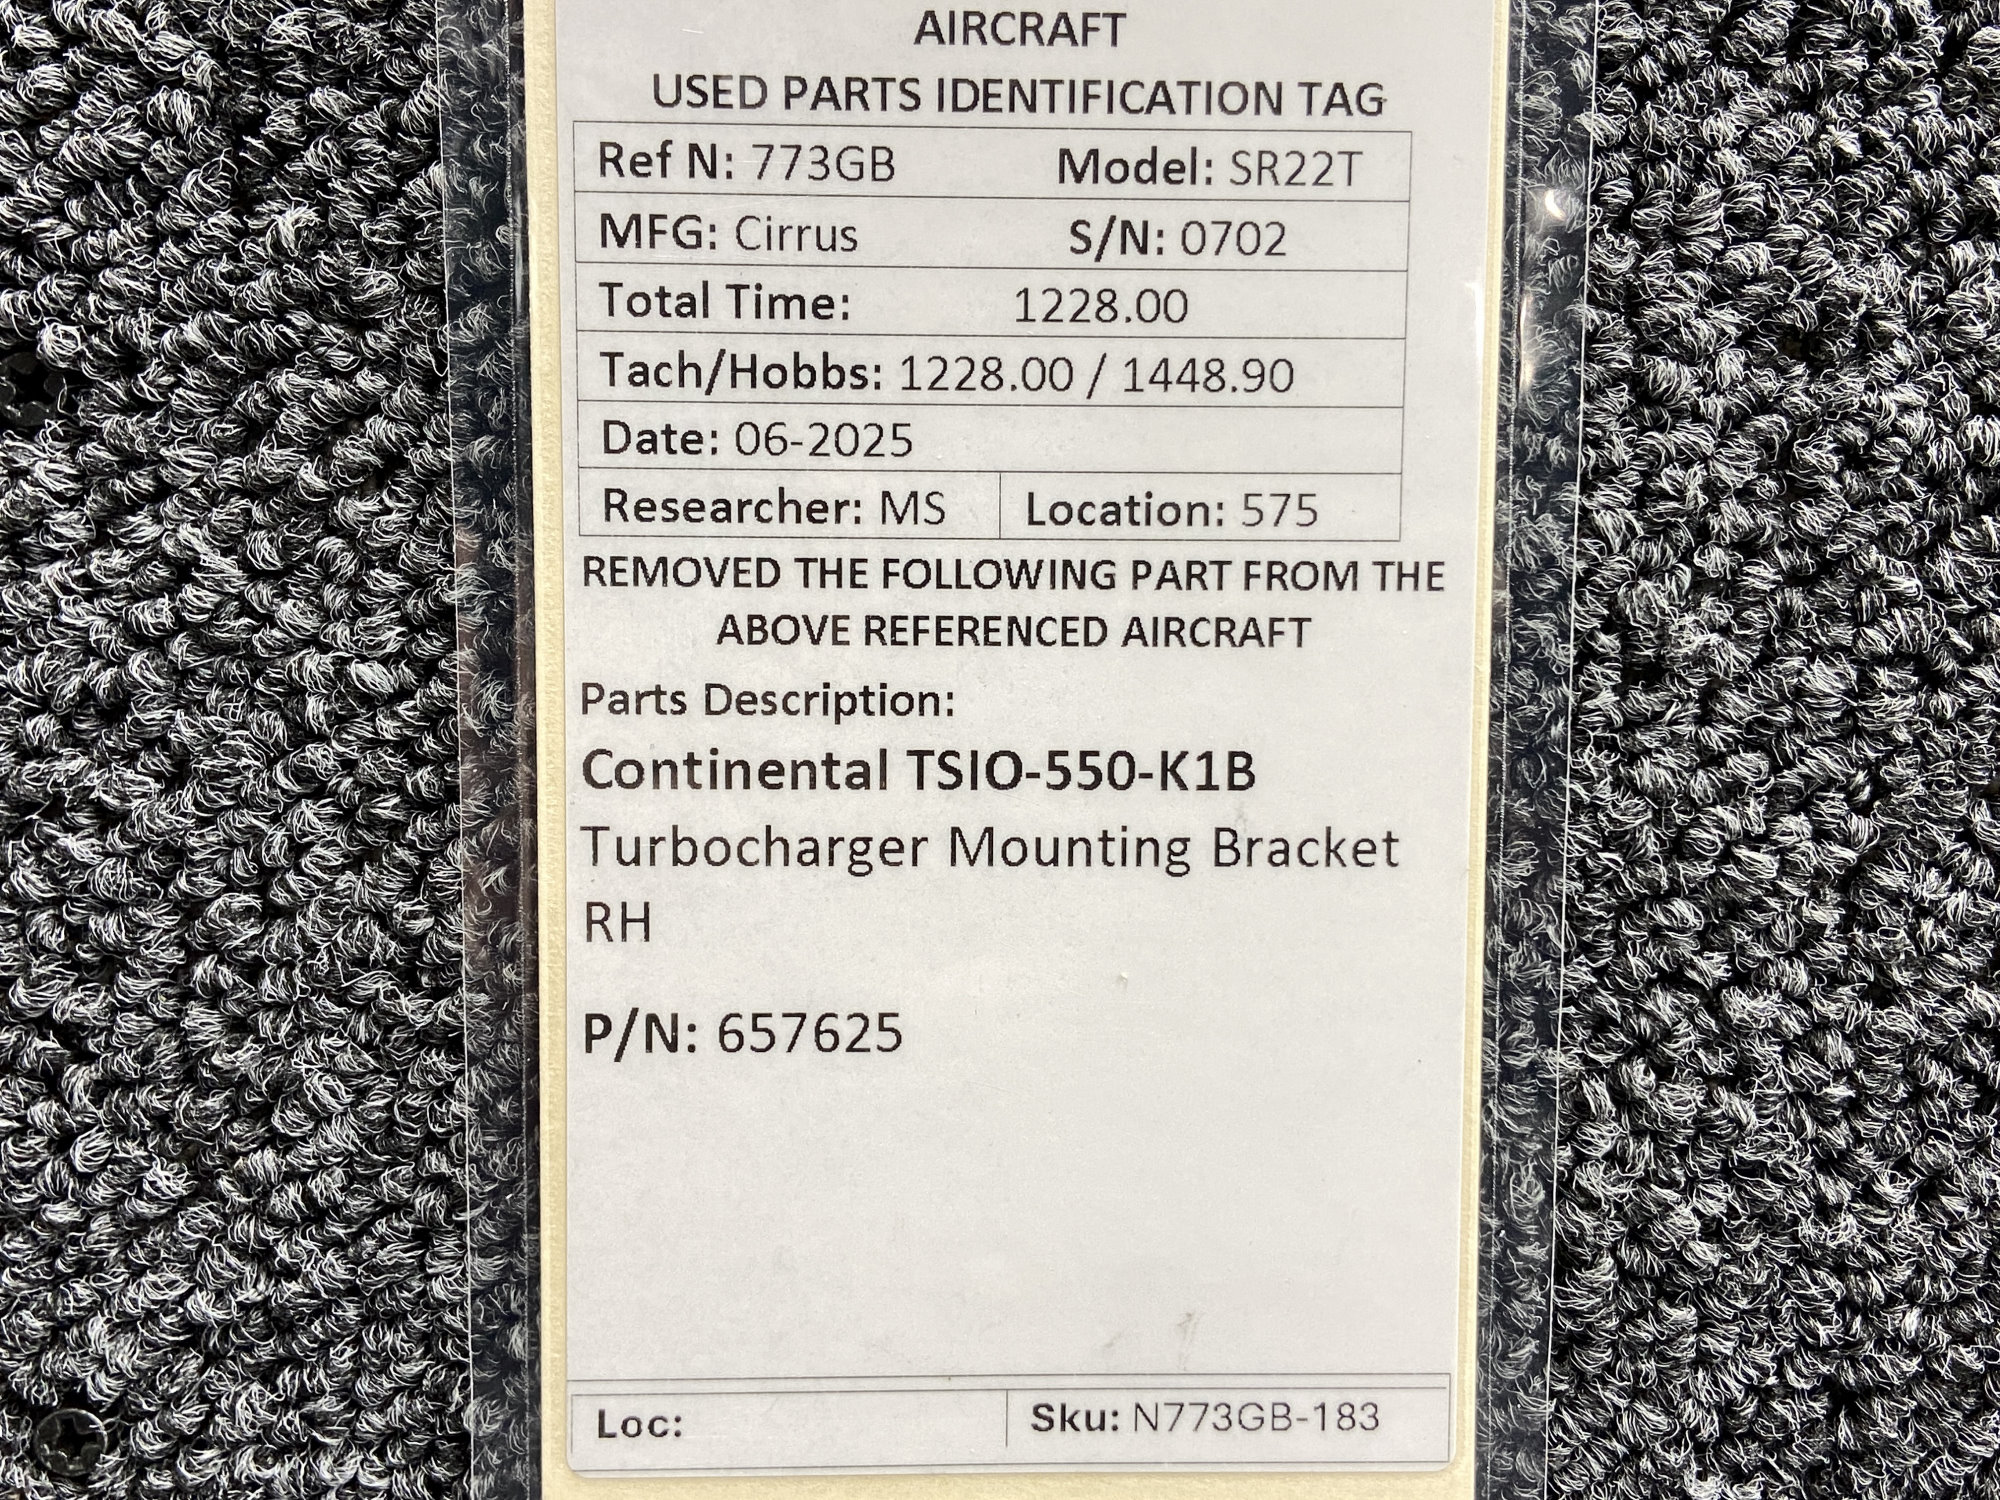 AIRCRAFT
USED PARTS IDENTIFICATION TAG
Ref N: 773GB Model: SR22T
MFG: Cirrus S/N: 0702
Total Time: 1228.00
Tach/Hobbs: 1228.00 / 1448.90
Date: 06-2025
Researcher: MS Location: 575
REMOVED THE FOLLOWING PART FROM THE
ABOVE REFERENCED AIRCRAFT
Parts Description:
Continental TSIO-550-K1B
Turbocharger Mounting Bracket
RH
P/N: 657625
Loc: Sku: N773GB-183